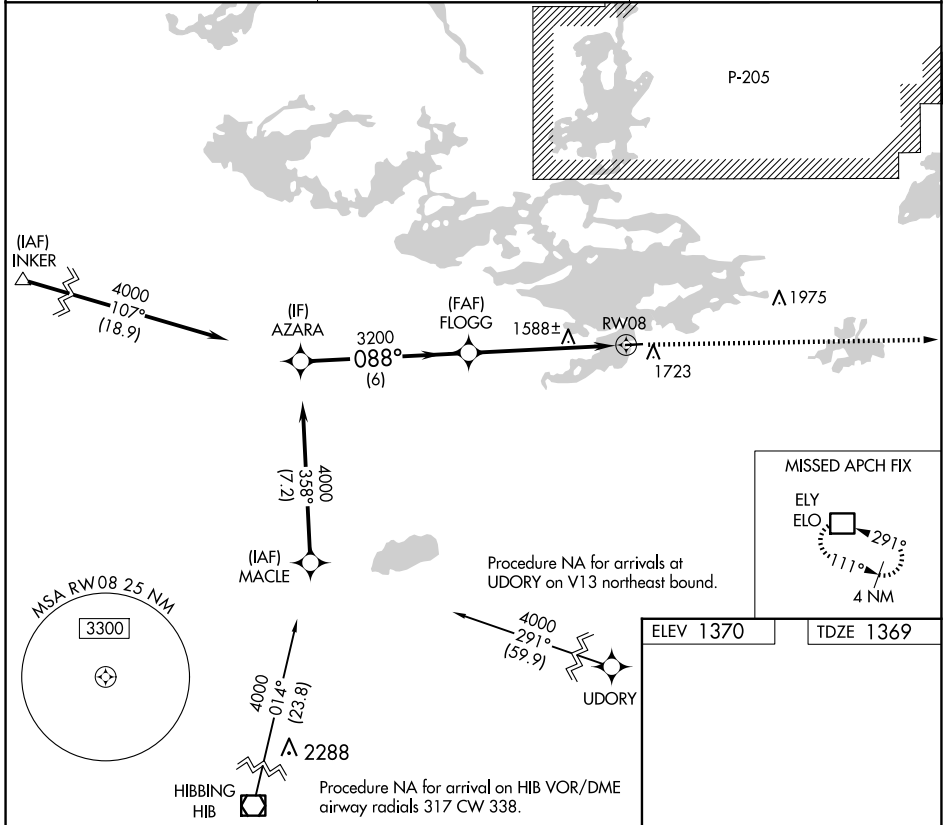 P-205
(IAF)
INKER
4000
107°
(18.9)
(IF)
AZARA
3200
088°
(6)
(FAF)
FLOGG
1588±
RW08
1975
1723
4000
358°
(7.2)
(IAF)
MACLE
MISSED APCH FIX
ELY
ELO
291°
111°
4 NM
Procedure NA for arrivals at
UDORY on V13 northeast bound.
4000
291°
(59.9)
UDORY
MSA RW08 25 NM
3300
4000
014°
(23.8)
2288
HIBBING
HIB
Procedure NA for arrival on HIB VOR/DME
airway radials 317 CW 338.
ELEV 1370
TDZE 1369